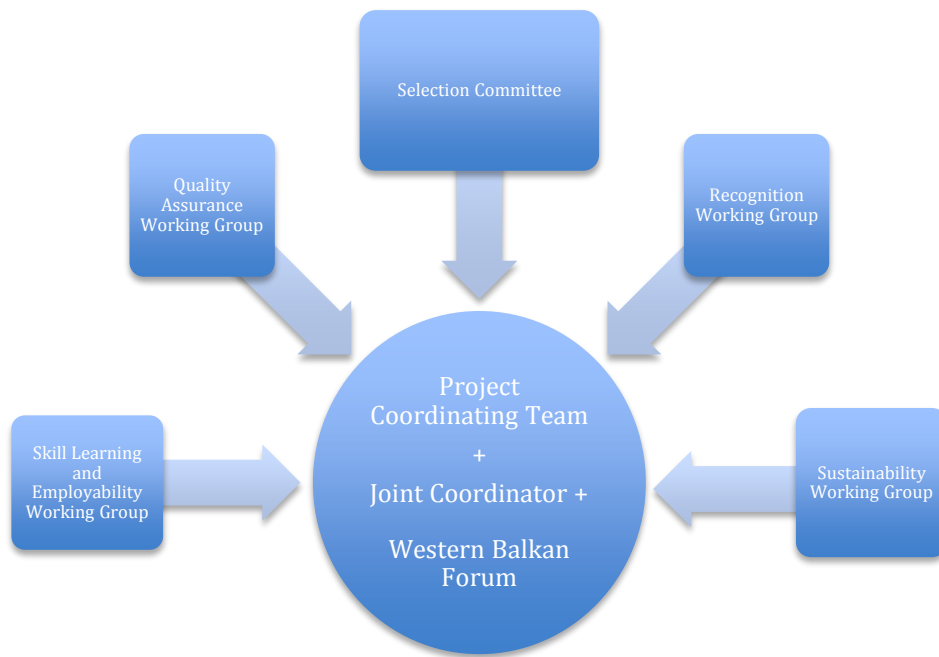 Selection Committee
Quality
Assurance
Working Group
Recognition
Working Group
Skill Learning
and
Employability
Working Group
Project
Coordinating Team
+
Joint Coordinator +
Western Balkan
Forum
Sustainability
Working Group